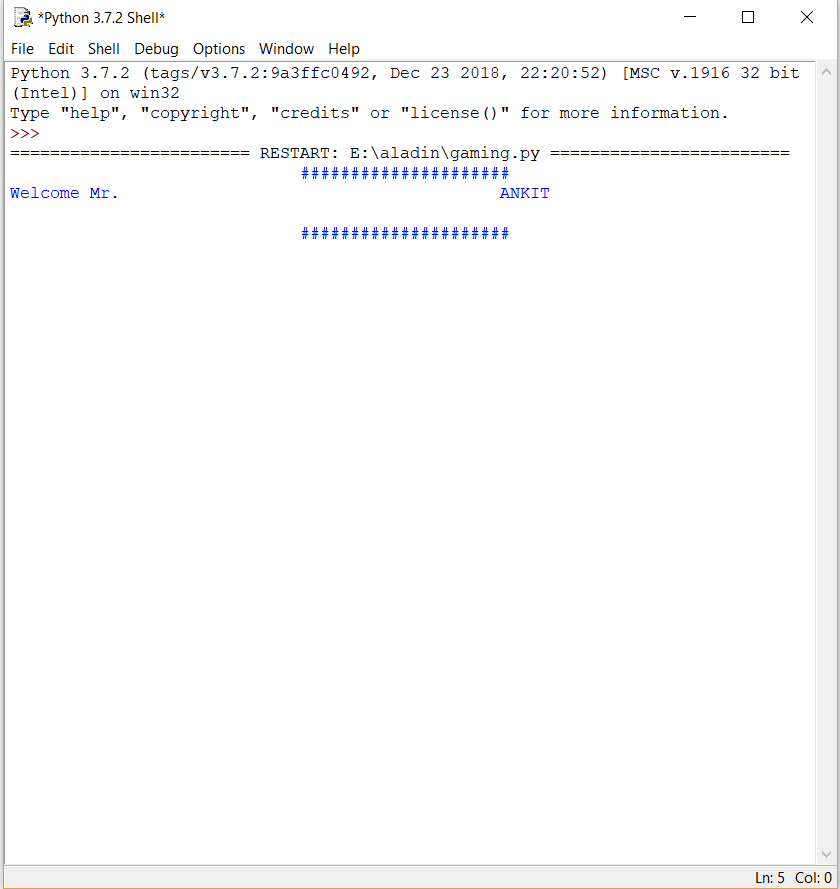 *Python 3.7.2 Shell*
File Edit Shell Debug Options Window Help
Python 3.7.2 (tags/v3.7.2:9a3ffc0492, Dec 23 2018, 22:20:52) [MSC v.1916 32 bit
(Intel)] on win32
Type "help", "copyright", "credits" or "license()" for more information.
>>>
======================== RESTART: E:\aladin\gaming.py ========================
#####################
Welcome Mr. ANKIT
#####################
Ln: 5 Col: 0